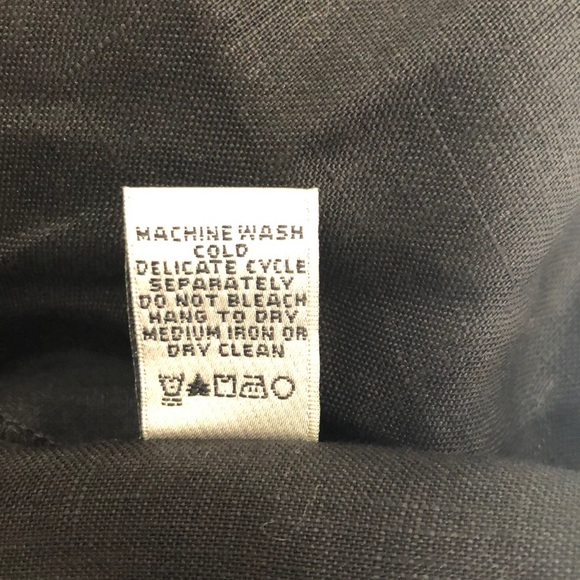 MACHINE WASH
COLD
DELICATE CYCLE
SEPARATELY
DO NOT BLEACH
HANG TO DRY
MEDIUM IRON OR
DRY CLEAN